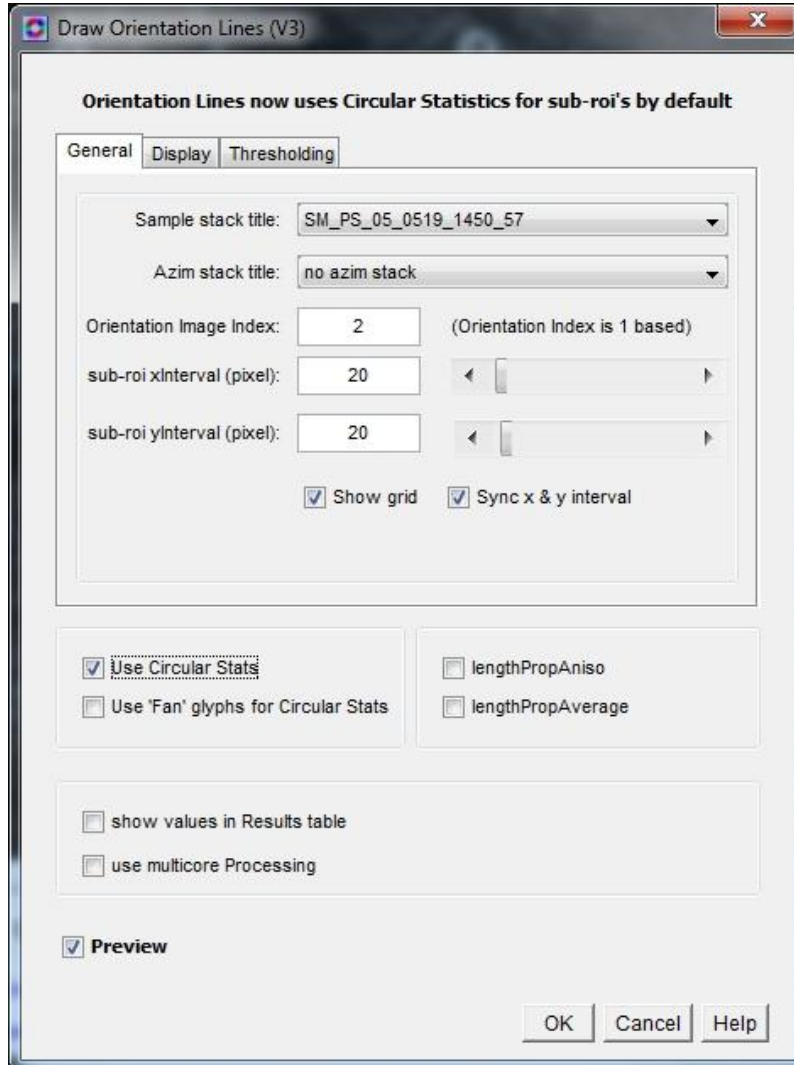 Draw Orientation Lines (V3)
x
Orientation Lines now uses Circular Statistics for sub-roi's by default
General Display Thresholding
Sample stack title: SM_PS_05_0519_1450_57
Azim stack title: no azim stack
Orientation Image Index: 2 (Orientation Index is 1 based)
sub-roi xInterval (pixel): 20
sub-roi yInterval (pixel): 20
Show grid Sync x & y interval
Use Circular Stats lengthPropAniso
Use 'Fan' glyphs for Circular Stats lengthPropAverage
show values in Results table
use multicore Processing
Preview
OK Cancel Help